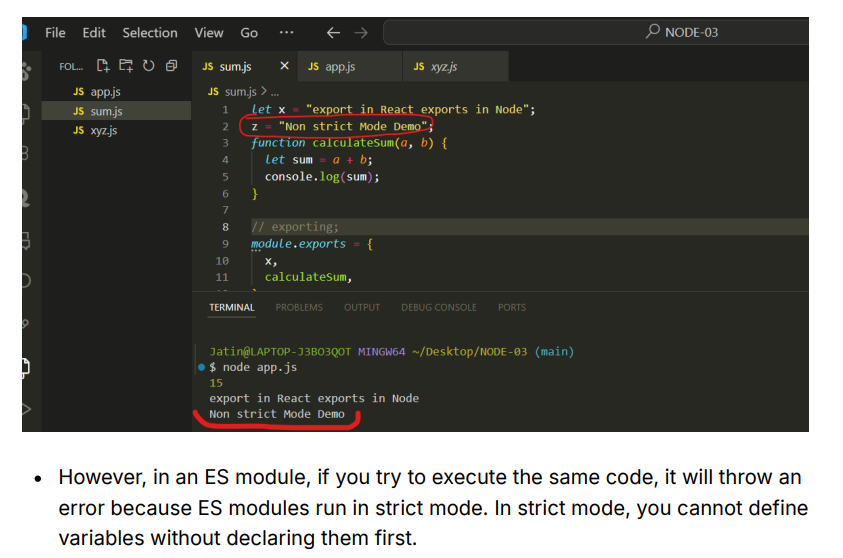 File Edit Selection View Go ··· ← → NODE-03
FOL... JS sum.js × JS app.js JS xyz.js
JS app.js
JS sum.js
JS xyz.js
JS sum.js > ...
1 let x = "export in React exports in Node";
2 z = "Non strict Mode Demo";
3 function calculateSum(a, b) {
4 let sum = a + b;
5 console.log(sum);
6 }
7
8 // exporting;
9 module.exports = {
10 x,
11 calculateSum,
TERMINAL PROBLEMS OUTPUT DEBUG CONSOLE PORTS
Jatin@LAPTOP-J3BO3QOT MINGW64 ~/Desktop/NODE-03 (main)
$ node app.js
15
export in React exports in Node
Non strict Mode Demo
• However, in an ES module, if you try to execute the same code, it will throw an
error because ES modules run in strict mode. In strict mode, you cannot define
variables without declaring them first.